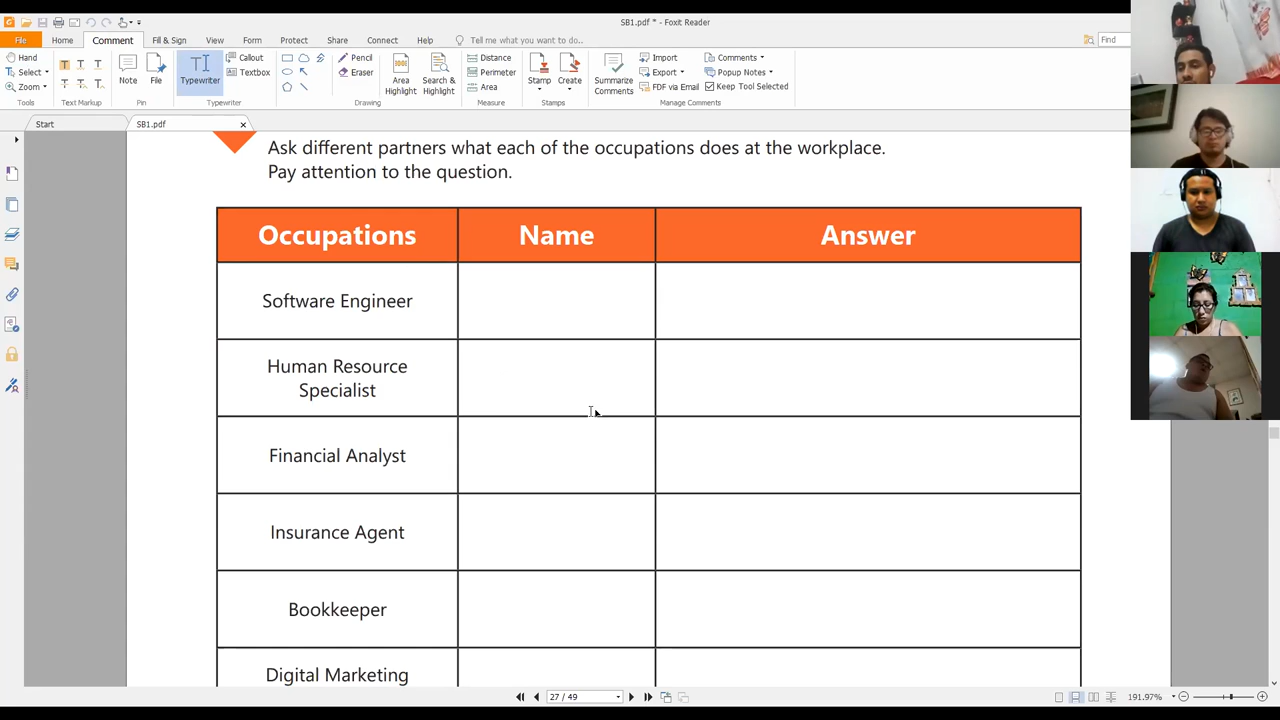 SB1.pdf * - Foxit Reader
File Home Comment Fill & Sign View Form Protect Share Connect Help Tell me what you want to do... Find
Hand
Select
Zoom
Tools
T T T
T T T
Text Markup
Note File
Pin
Typewriter
Callout
Textbox
Typewriter
Pencil
Eraser
Drawing
Area Highlight
Search & Highlight
Distance
Perimeter
Area
Measure
Stamp Create
Stamps
Summarize Comments
Import
Export
FDF via Email
Comments
Popup Notes
Keep Tool Selected
Manage Comments
Start SB1.pdf
Ask different partners what each of the occupations does at the workplace.
Pay attention to the question.
Occupations Name Answer
Software Engineer
Human Resource
Specialist
Financial Analyst
Insurance Agent
Bookkeeper
Digital Marketing
27 / 49 191.97%